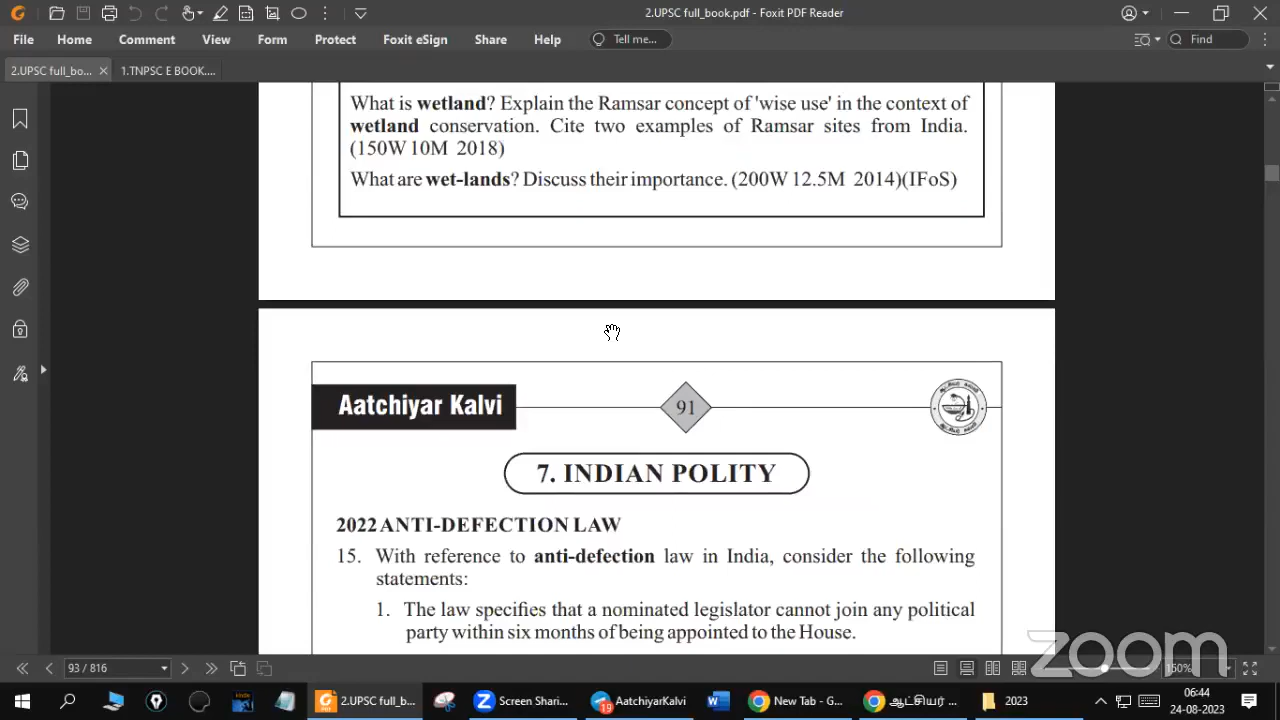 2.UPSC full_book.pdf - Foxit PDF Reader
File Home Comment View Form Protect Foxit eSign Share Help Tell me... Find
2.UPSC full_bo... 1.TNPSC E BOOK....
What is wetland? Explain the Ramsar concept of 'wise use' in the context of
wetland conservation. Cite two examples of Ramsar sites from India.
(150W 10M 2018)
What are wet-lands? Discuss their importance. (200W 12.5M 2014)(IFoS)
Aatchiyar Kalvi
91
7. INDIAN POLITY
2022 ANTI-DEFECTION LAW
15. With reference to anti-defection law in India, consider the following
statements:
1. The law specifies that a nominated legislator cannot join any political
party within six months of being appointed to the House.
zoom
93 / 816
150%
2.UPSC full_b... Screen Shari... AatchiyarKalvi New Tab - G... ஆட்சியர் ... 2023
19
06:44
24-08-2023